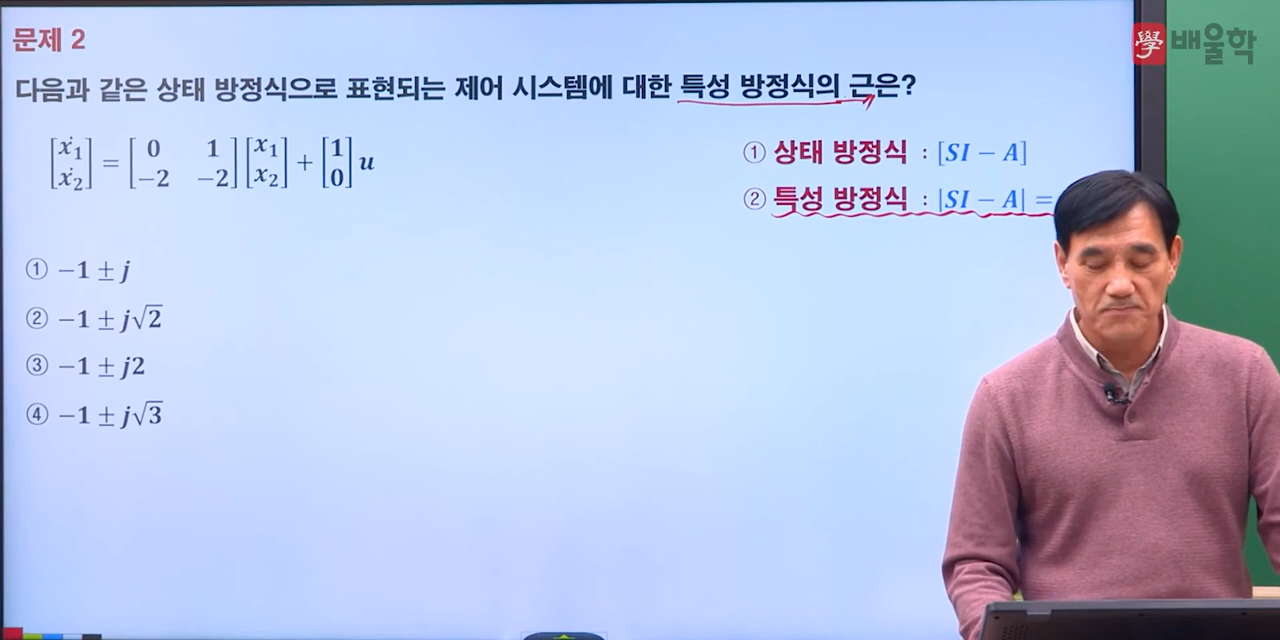 문제 2
學 배울학
다음과 같은 상태 방정식으로 표현되는 제어 시스템에 대한 특성 방정식의 근은?
[ẋ₁ ẋ₂] = [0 1 −2 −2] [x₁ x₂] + [1 0] u
① 상태 방정식 : [SI − A]
② 특성 방정식 : |SI − A| =
① −1 ± j
② −1 ± j√2
③ −1 ± j2
④ −1 ± j√3